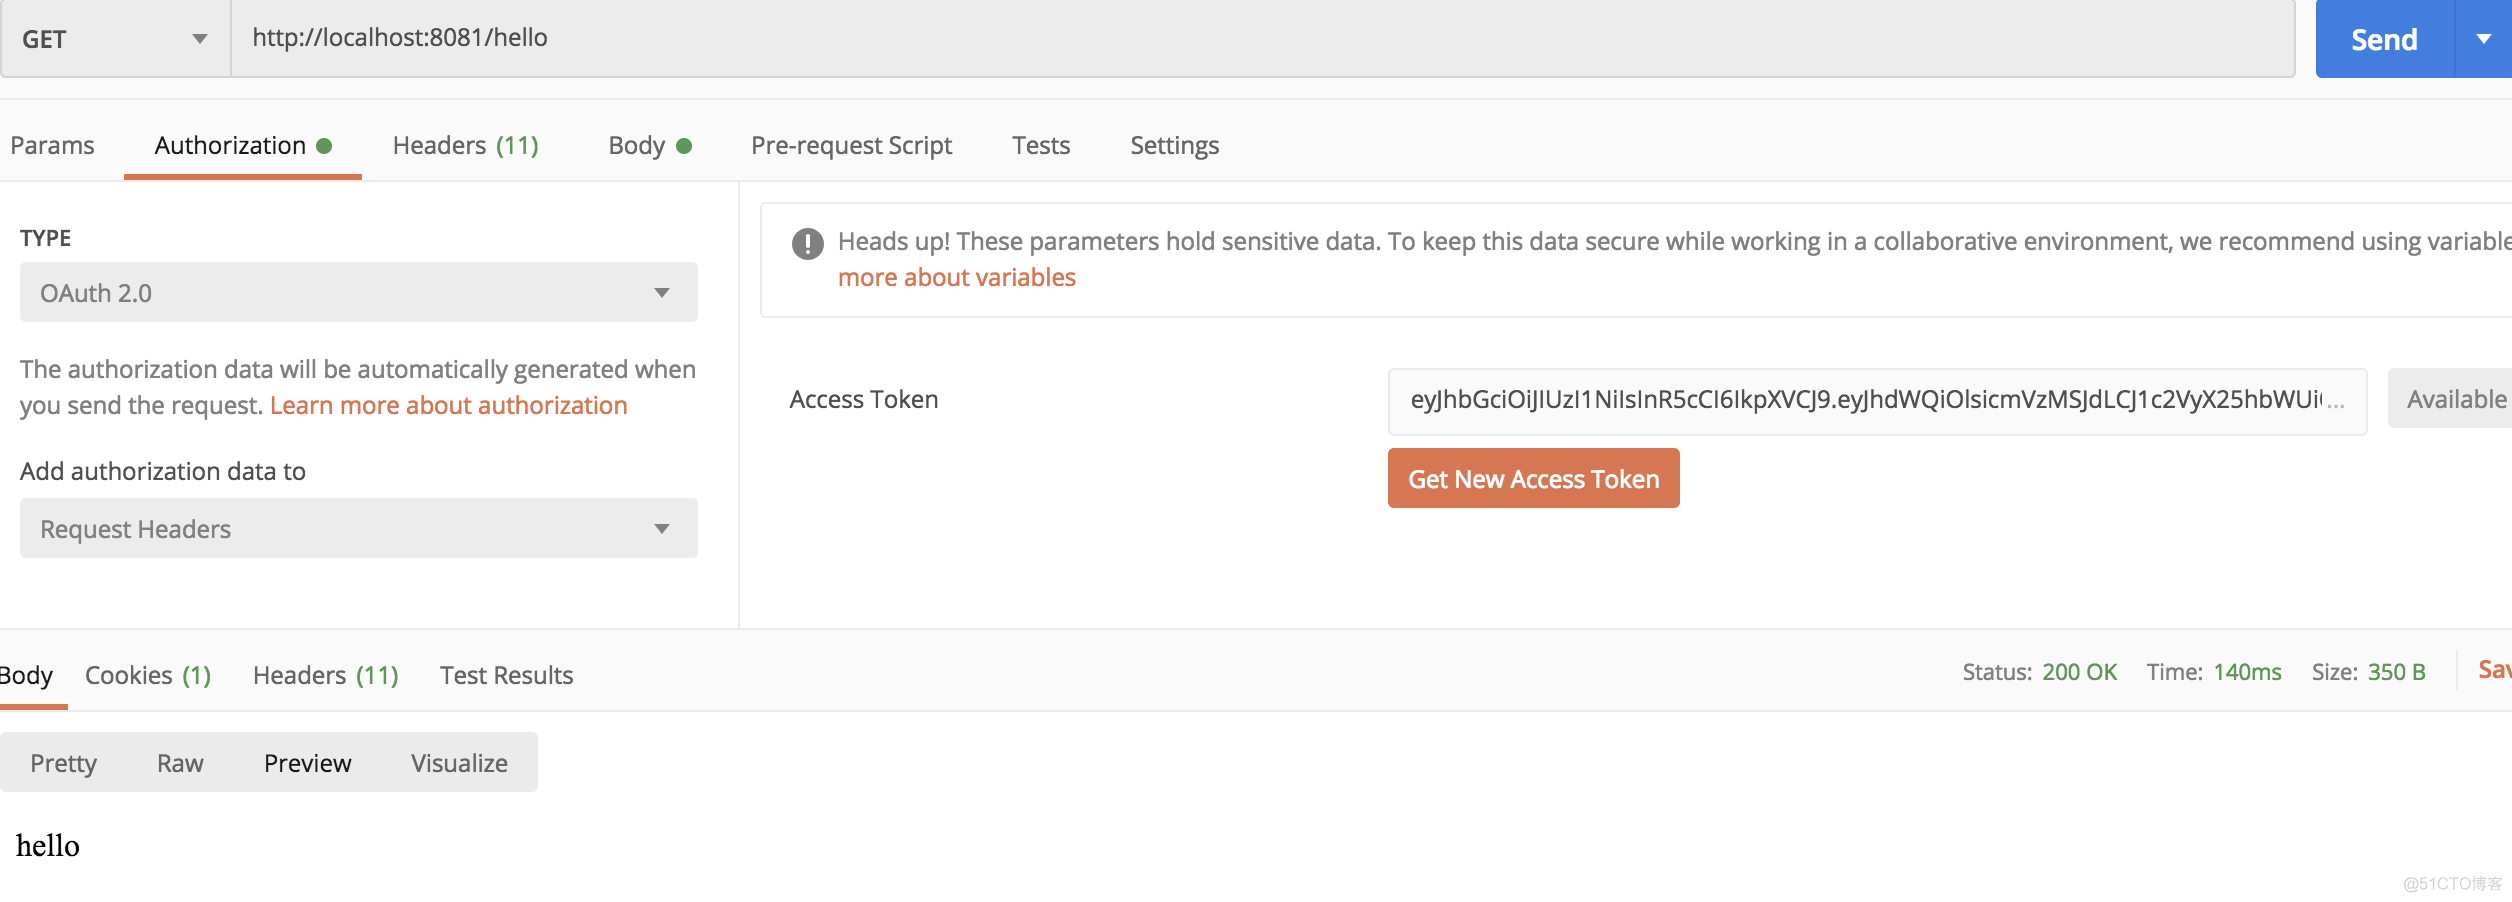 GET
http://localhost:8081/hello
Send
Params
Authorization
Headers (11)
Body
Pre-request Script
Tests
Settings
TYPE
OAuth 2.0
The authorization data will be automatically generated when
you send the request. Learn more about authorization
Add authorization data to
Request Headers
Heads up! These parameters hold sensitive data. To keep this data secure while working in a collaborative environment, we recommend using variable
more about variables
Access Token
eyJhbGciOiJIUzI1NiIsInR5cCI6IkpXVCJ9.eyJhdWQiOlsicmVzMSJdLCJ1c2VyX25hbWUi...
Available
Get New Access Token
Body
Cookies (1)
Headers (11)
Test Results
Status: 200 OK
Time: 140ms
Size: 350 B
Sav
Pretty
Raw
Preview
Visualize
hello
@51CTO博客